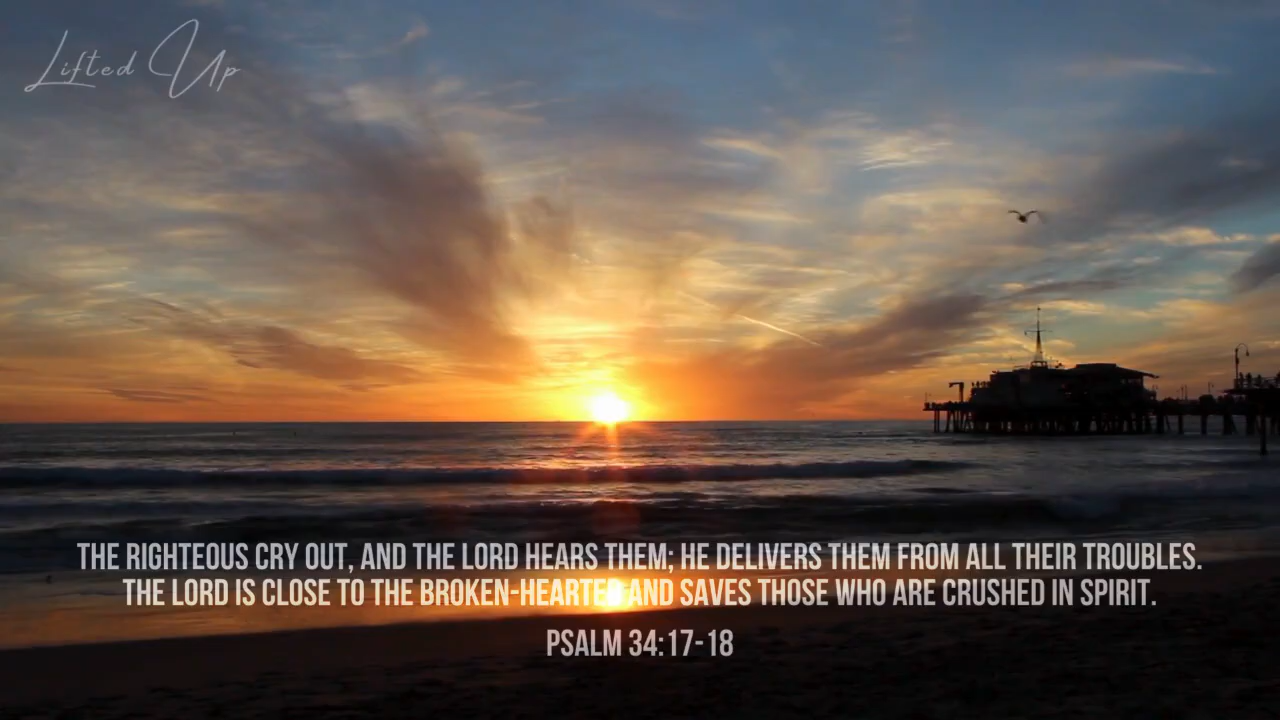 Lifted Up
THE RIGHTEOUS CRY OUT, AND THE LORD HEARS THEM; HE DELIVERS THEM FROM ALL THEIR TROUBLES.
THE LORD IS CLOSE TO THE BROKEN-HEARTED AND SAVES THOSE WHO ARE CRUSHED IN SPIRIT.
PSALM 34:17-18